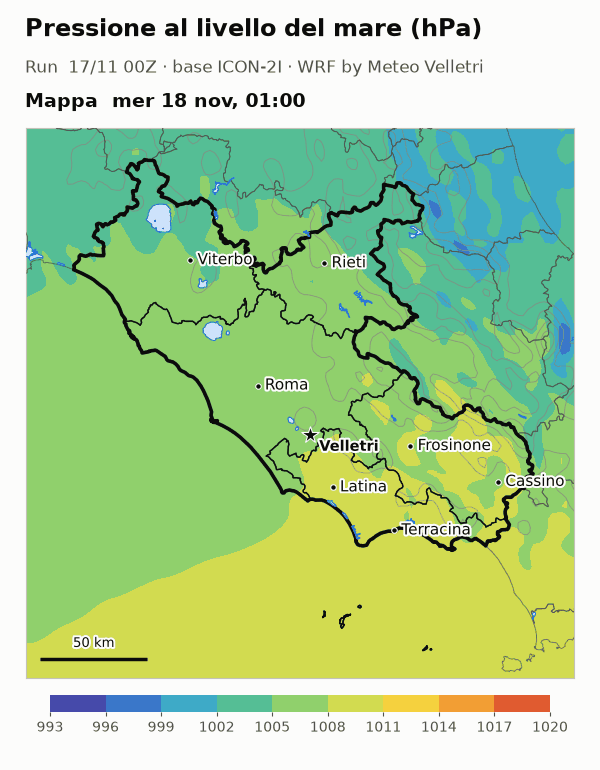 Pressione al livello del mare (hPa)
Run  17/11 00Z · base ICON-2I · WRF by Meteo Velletri
Mappa  mer 18 nov, 01:00
Viterbo
Rieti
Roma
Velletri
Frosinone
Cassino
Latina
Terracina
50 km
993 996 999 1002 1005 1008 1011 1014 1017 1020